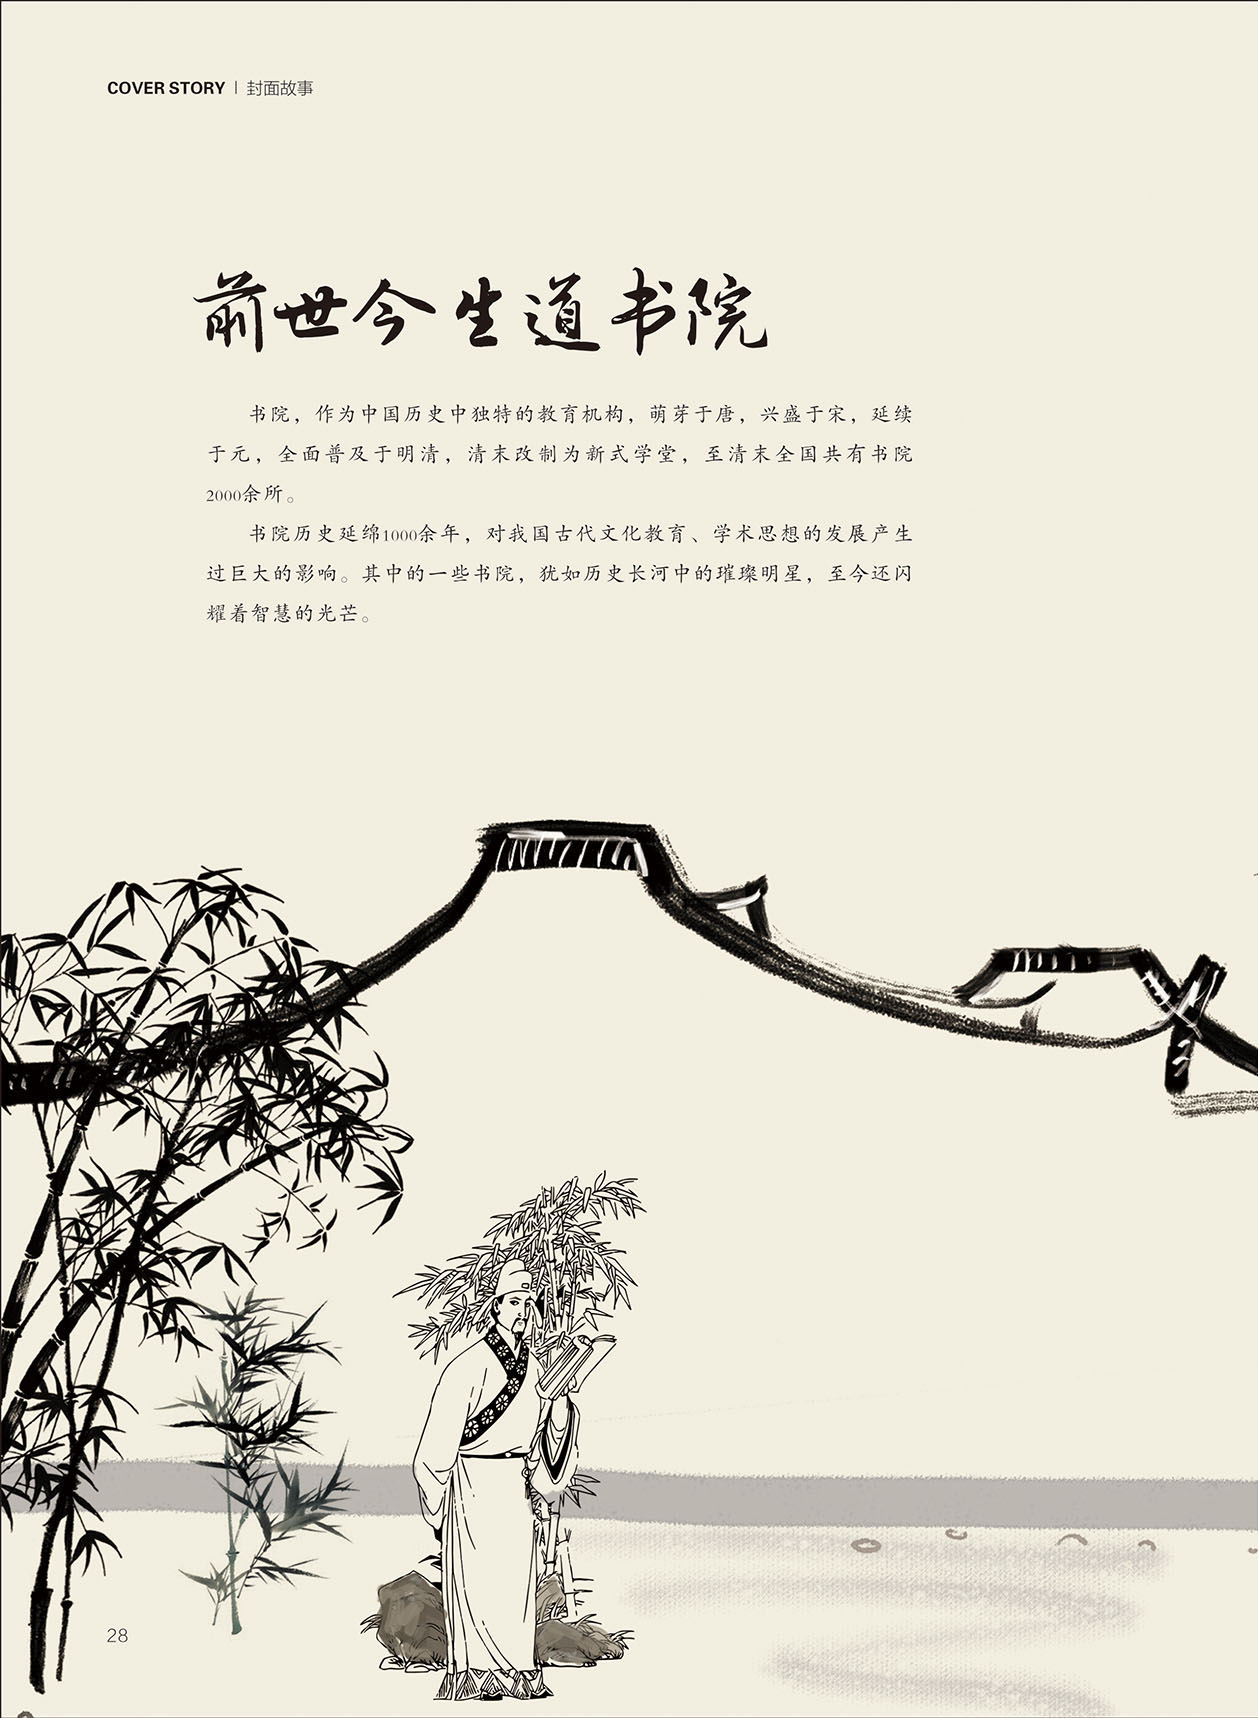 COVER STORY | 封面故事
前世今生道书院
书院，作为中国历史中独特的教育机构，萌芽于唐，兴盛于宋，延续
于元，全面普及于明清，清末改制为新式学堂，至清末全国共有书院
2000余所。
书院历史延绵1000余年，对我国古代文化教育、学术思想的发展产生
过巨大的影响。其中的一些书院，犹如历史长河中的璀璨明星，至今还闪
耀着智慧的光芒。
28